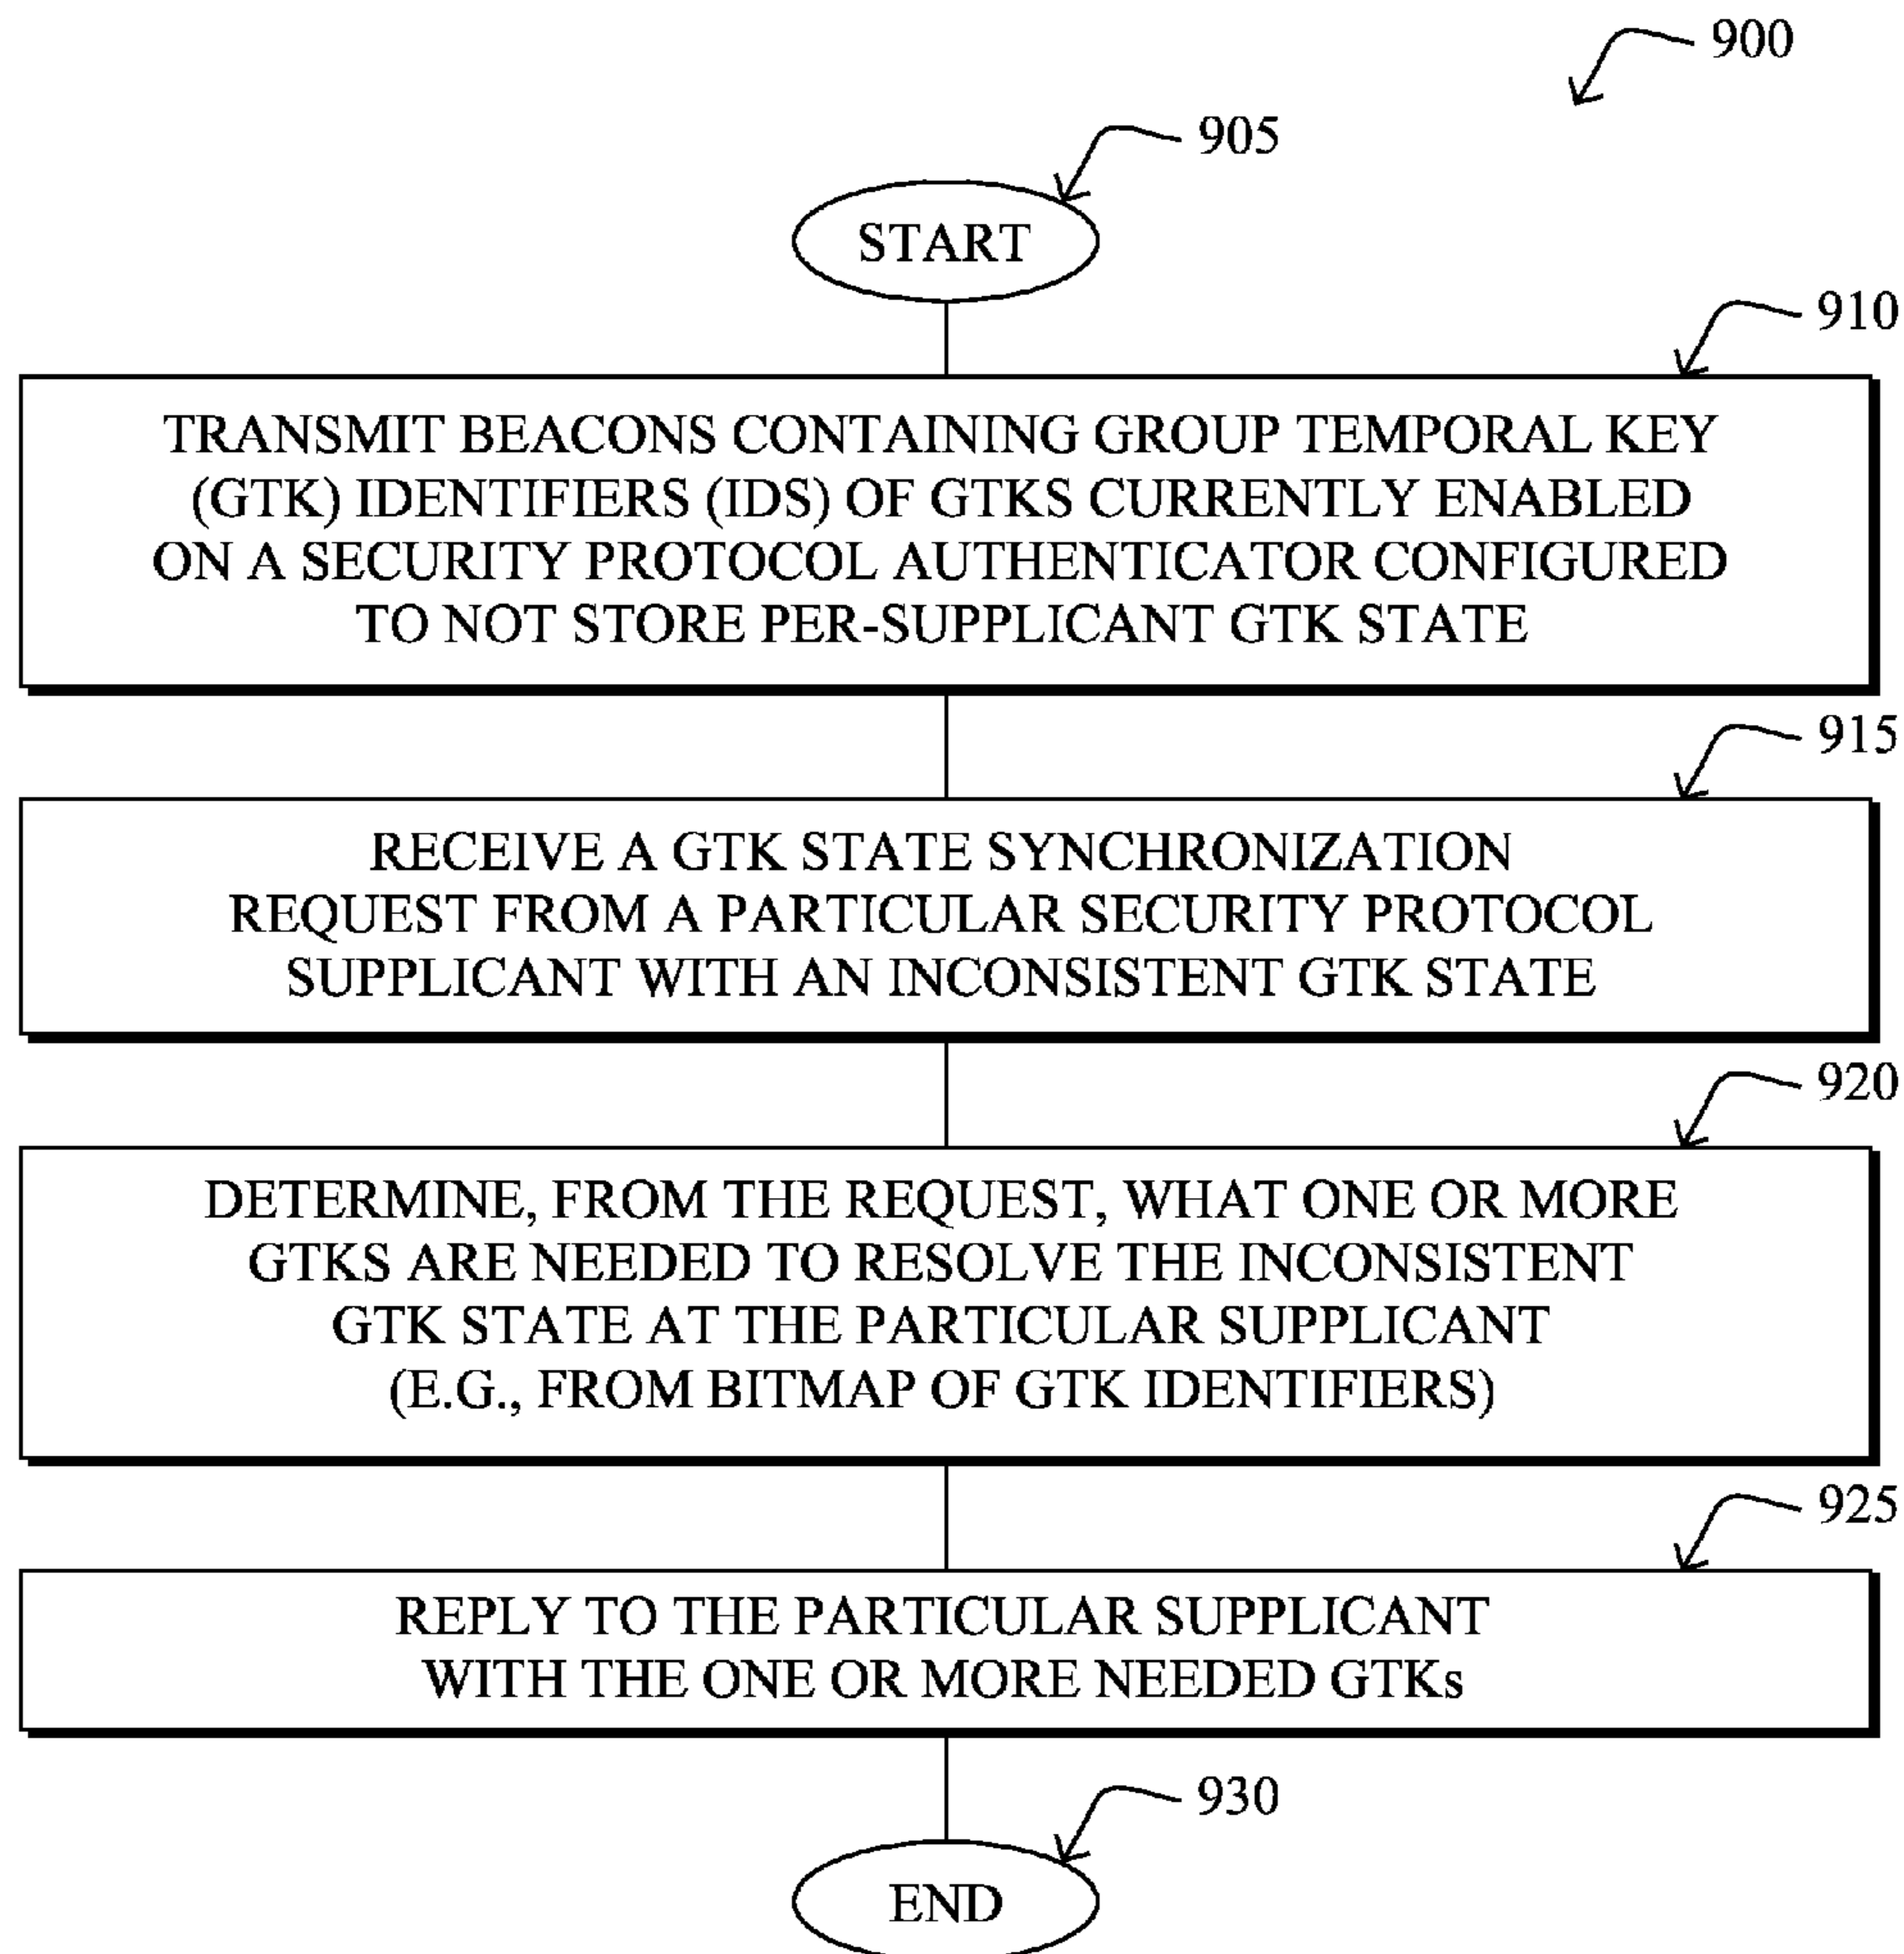 900
905
START
910
TRANSMIT BEACONS CONTAINING GROUP TEMPORAL KEY
(GTK) IDENTIFIERS (IDS) OF GTKS CURRENTLY ENABLED
ON A SECURITY PROTOCOL AUTHENTICATOR CONFIGURED
TO NOT STORE PER-SUPPLICANT GTK STATE
915
RECEIVE A GTK STATE SYNCHRONIZATION
REQUEST FROM A PARTICULAR SECURITY PROTOCOL
SUPPLICANT WITH AN INCONSISTENT GTK STATE
920
DETERMINE, FROM THE REQUEST, WHAT ONE OR MORE
GTKS ARE NEEDED TO RESOLVE THE INCONSISTENT
GTK STATE AT THE PARTICULAR SUPPLICANT
(E.G., FROM BITMAP OF GTK IDENTIFIERS)
925
REPLY TO THE PARTICULAR SUPPLICANT
WITH THE ONE OR MORE NEEDED GTKs
930
END